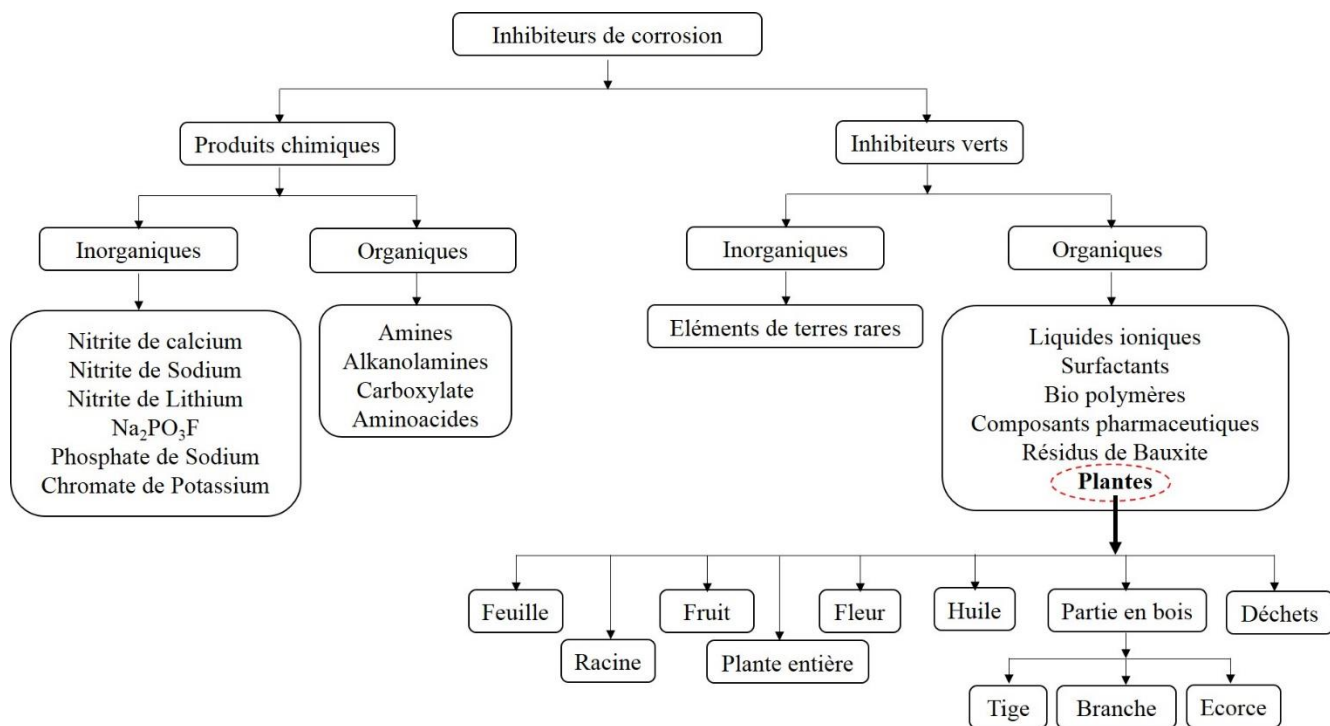 Inhibiteurs de corrosion
Produits chimiques
Inhibiteurs verts
Inorganiques
Organiques
Inorganiques
Organiques
Nitrite de calcium
Nitrite de Sodium
Nitrite de Lithium
Na₂PO₃F
Phosphate de Sodium
Chromate de Potassium
Amines
Alkanolamines
Carboxylate
Aminoacides
Eléments de terres rares
Liquides ioniques
Surfactants
Bio polymères
Composants pharmaceutiques
Résidus de Bauxite
Plantes
Feuille
Fruit
Fleur
Huile
Partie en bois
Déchets
Racine
Plante entière
Tige
Branche
Ecorce